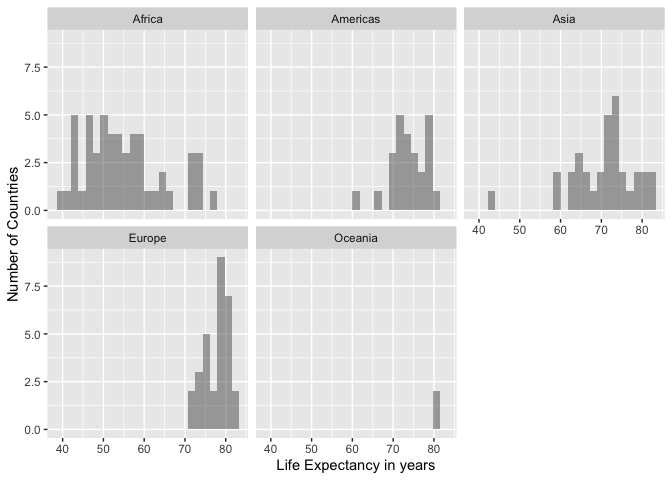 Africa Americas Asia
7.5
5.0
2.5
0.0
40 50 60 70 80
Europe Oceania
7.5
5.0
2.5
0.0
40 50 60 70 80 40 50 60 70 80
Life Expectancy in years
Number of Countries